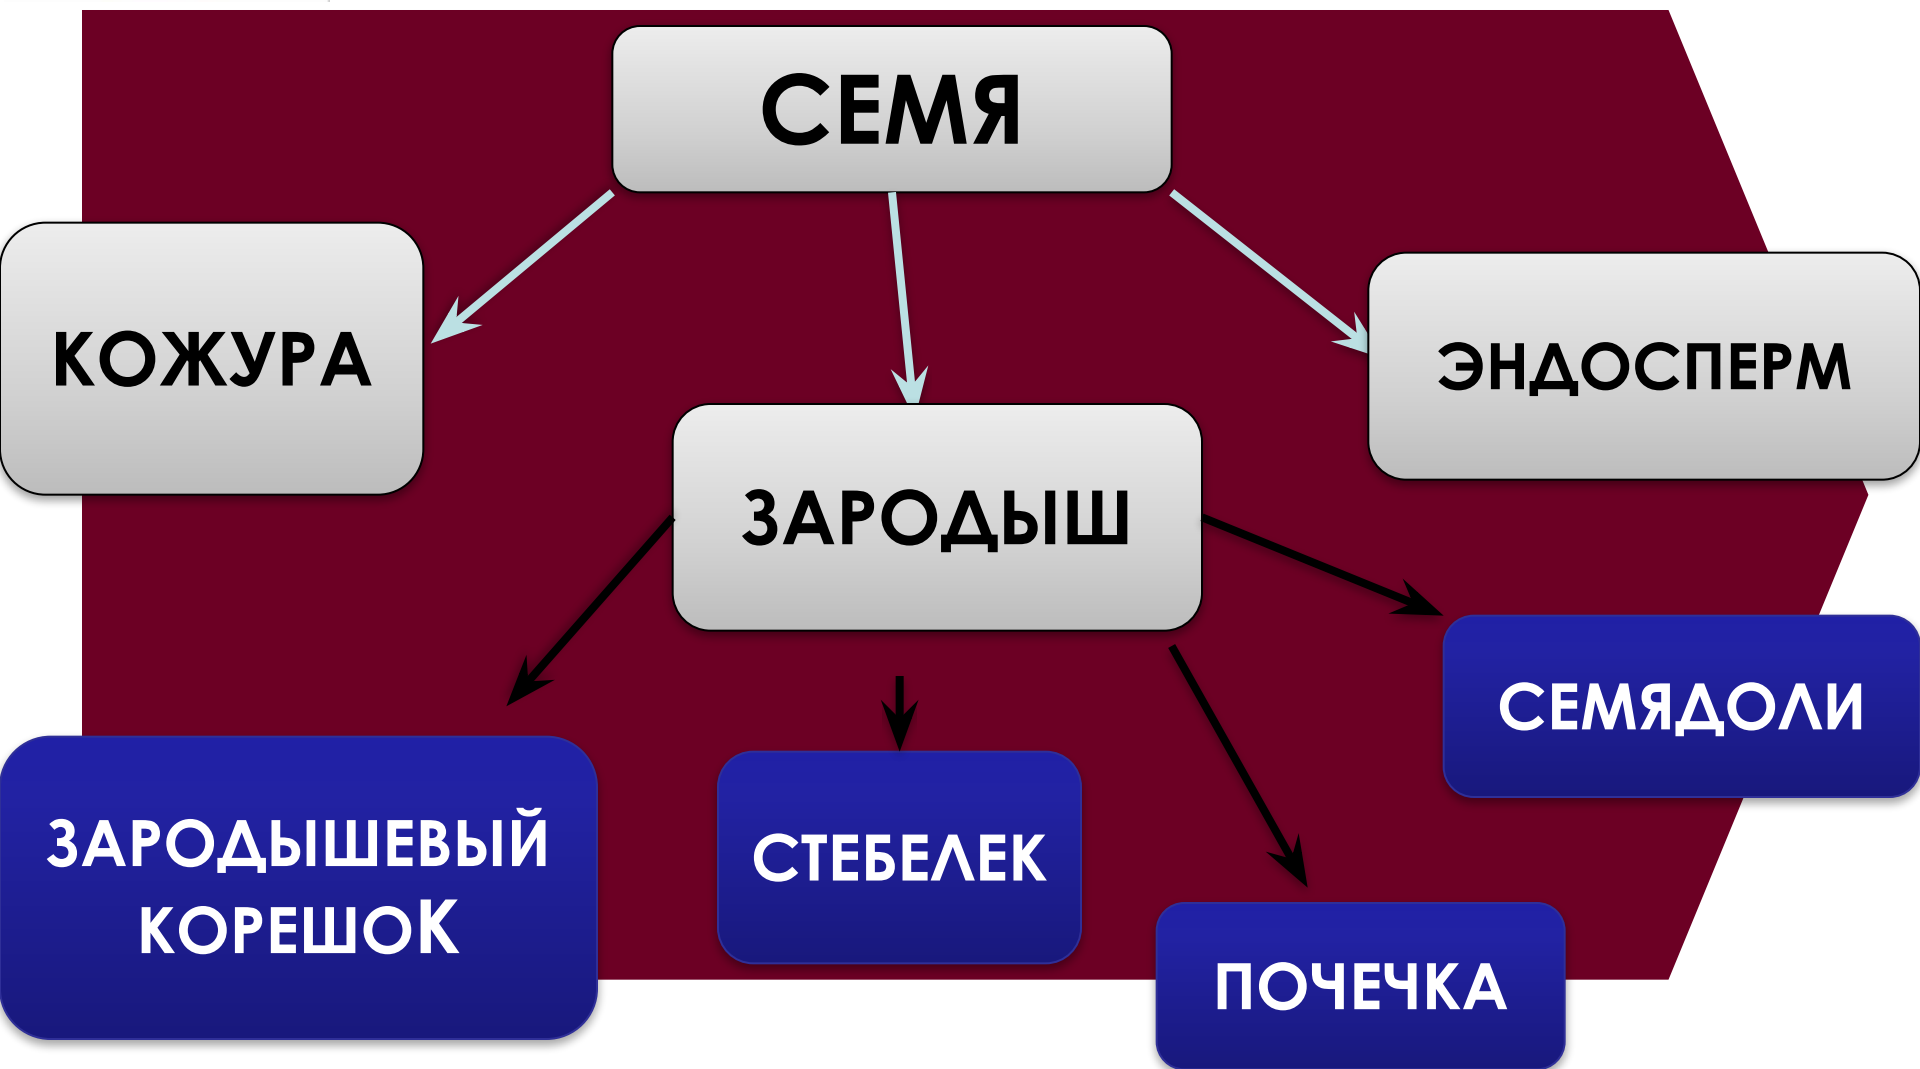 СЕМЯ
КОЖУРА
ЭНДОСПЕРМ
ЗАРОДЫШ
СЕМЯДОЛИ
ЗАРОДЫШЕВЫЙ
КОРЕШОК
СТЕБЕЛЕК
ПОЧЕЧКА